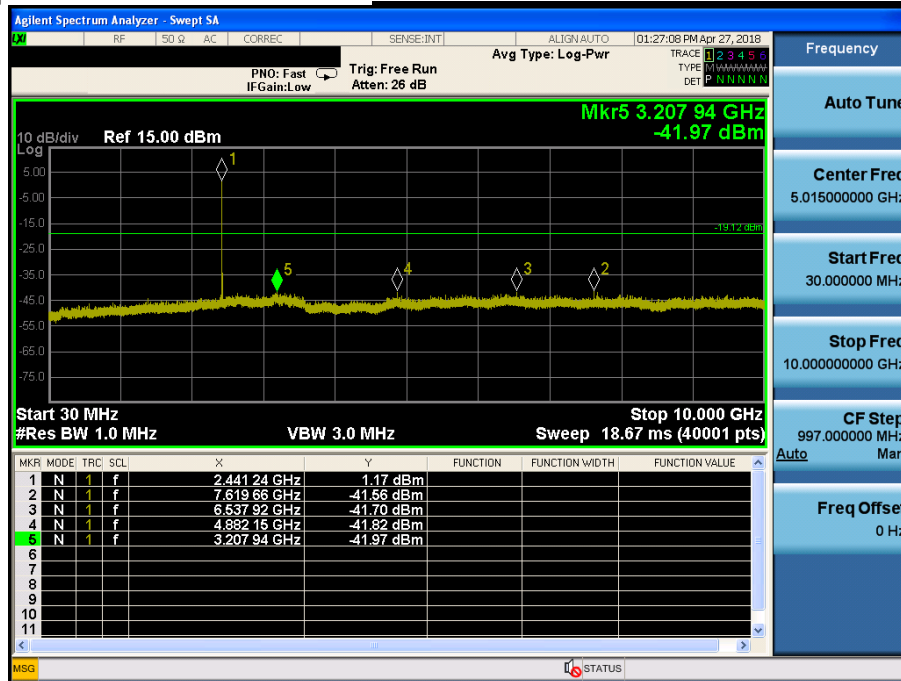 Agilent Spectrum Analyzer - Swept SA
LXI RF 50 Ω AC CORREC SENSE:INT ALIGN AUTO 01:27:08 PM Apr 27, 2018
PNO: Fast Trig: Free Run Avg Type: Log-Pwr TRACE 1 2 3 4 5 6
IFGain:Low Atten: 26 dB TYPE M W W W W W
DET P N N N N N
Mkr5 3.207 94 GHz
-41.97 dBm
10 dB/div Ref 15.00 dBm
Log
5.00
-5.00
-15.0
-25.0
-35.0
-45.0
-55.0
-65.0
-75.0
1
-19.12 dBm
5 4 3 2
Start 30 MHz Stop 10.000 GHz
#Res BW 1.0 MHz VBW 3.0 MHz Sweep 18.67 ms (40001 pts)
MKR MODE TRC SCL X Y FUNCTION FUNCTION WIDTH FUNCTION VALUE
1 N 1 f 2.441 24 GHz 1.17 dBm
2 N 1 f 7.619 66 GHz -41.56 dBm
3 N 1 f 6.537 92 GHz -41.70 dBm
4 N 1 f 4.882 15 GHz -41.82 dBm
5 N 1 f 3.207 94 GHz -41.97 dBm
6
7
8
9
10
11
MSG STATUS
Frequency
Auto Tune
Center Freq
5.015000000 GHz
Start Freq
30.000000 MHz
Stop Freq
10.000000000 GHz
CF Step
997.000000 MHz
Auto Man
Freq Offset
0 Hz